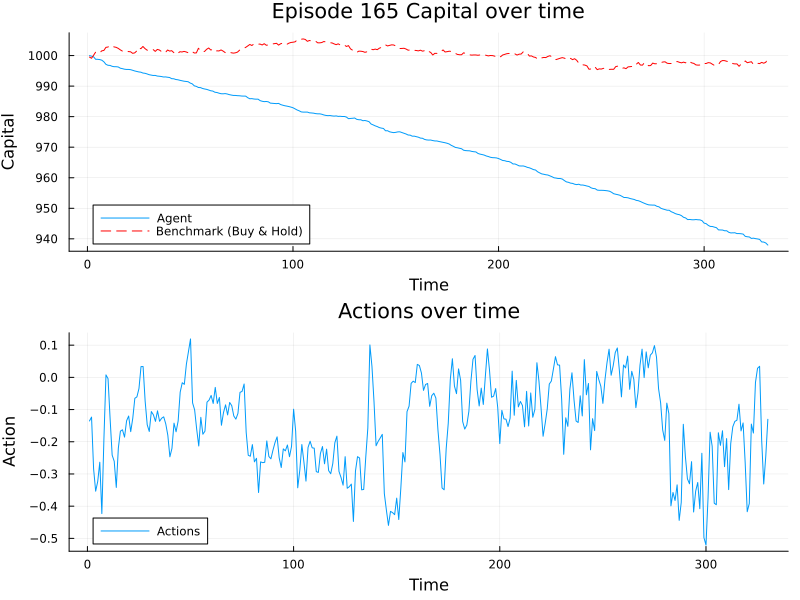 Episode 165 Capital over time
Capital
1000
990
980
970
960
950
940
Agent
Benchmark (Buy & Hold)
0
100
200
300
Time
Actions over time
Action
0.1
0.0
−0.1
−0.2
−0.3
−0.4
−0.5
Actions
0
100
200
300
Time